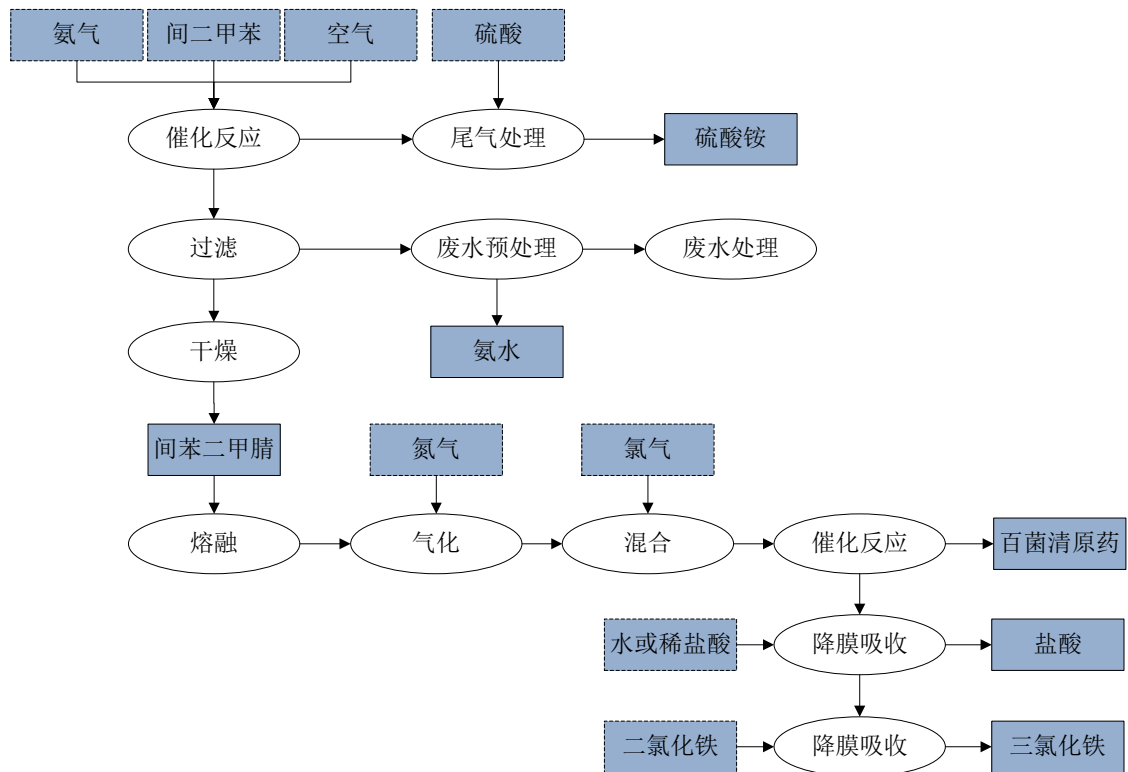 氨气
间二甲苯
空气
硫酸
催化反应
尾气处理
硫酸铵
过滤
废水预处理
废水处理
干燥
氨水
间苯二甲腈
氮气
氯气
熔融
气化
混合
催化反应
百菌清原药
水或稀盐酸
降膜吸收
盐酸
二氯化铁
降膜吸收
三氯化铁